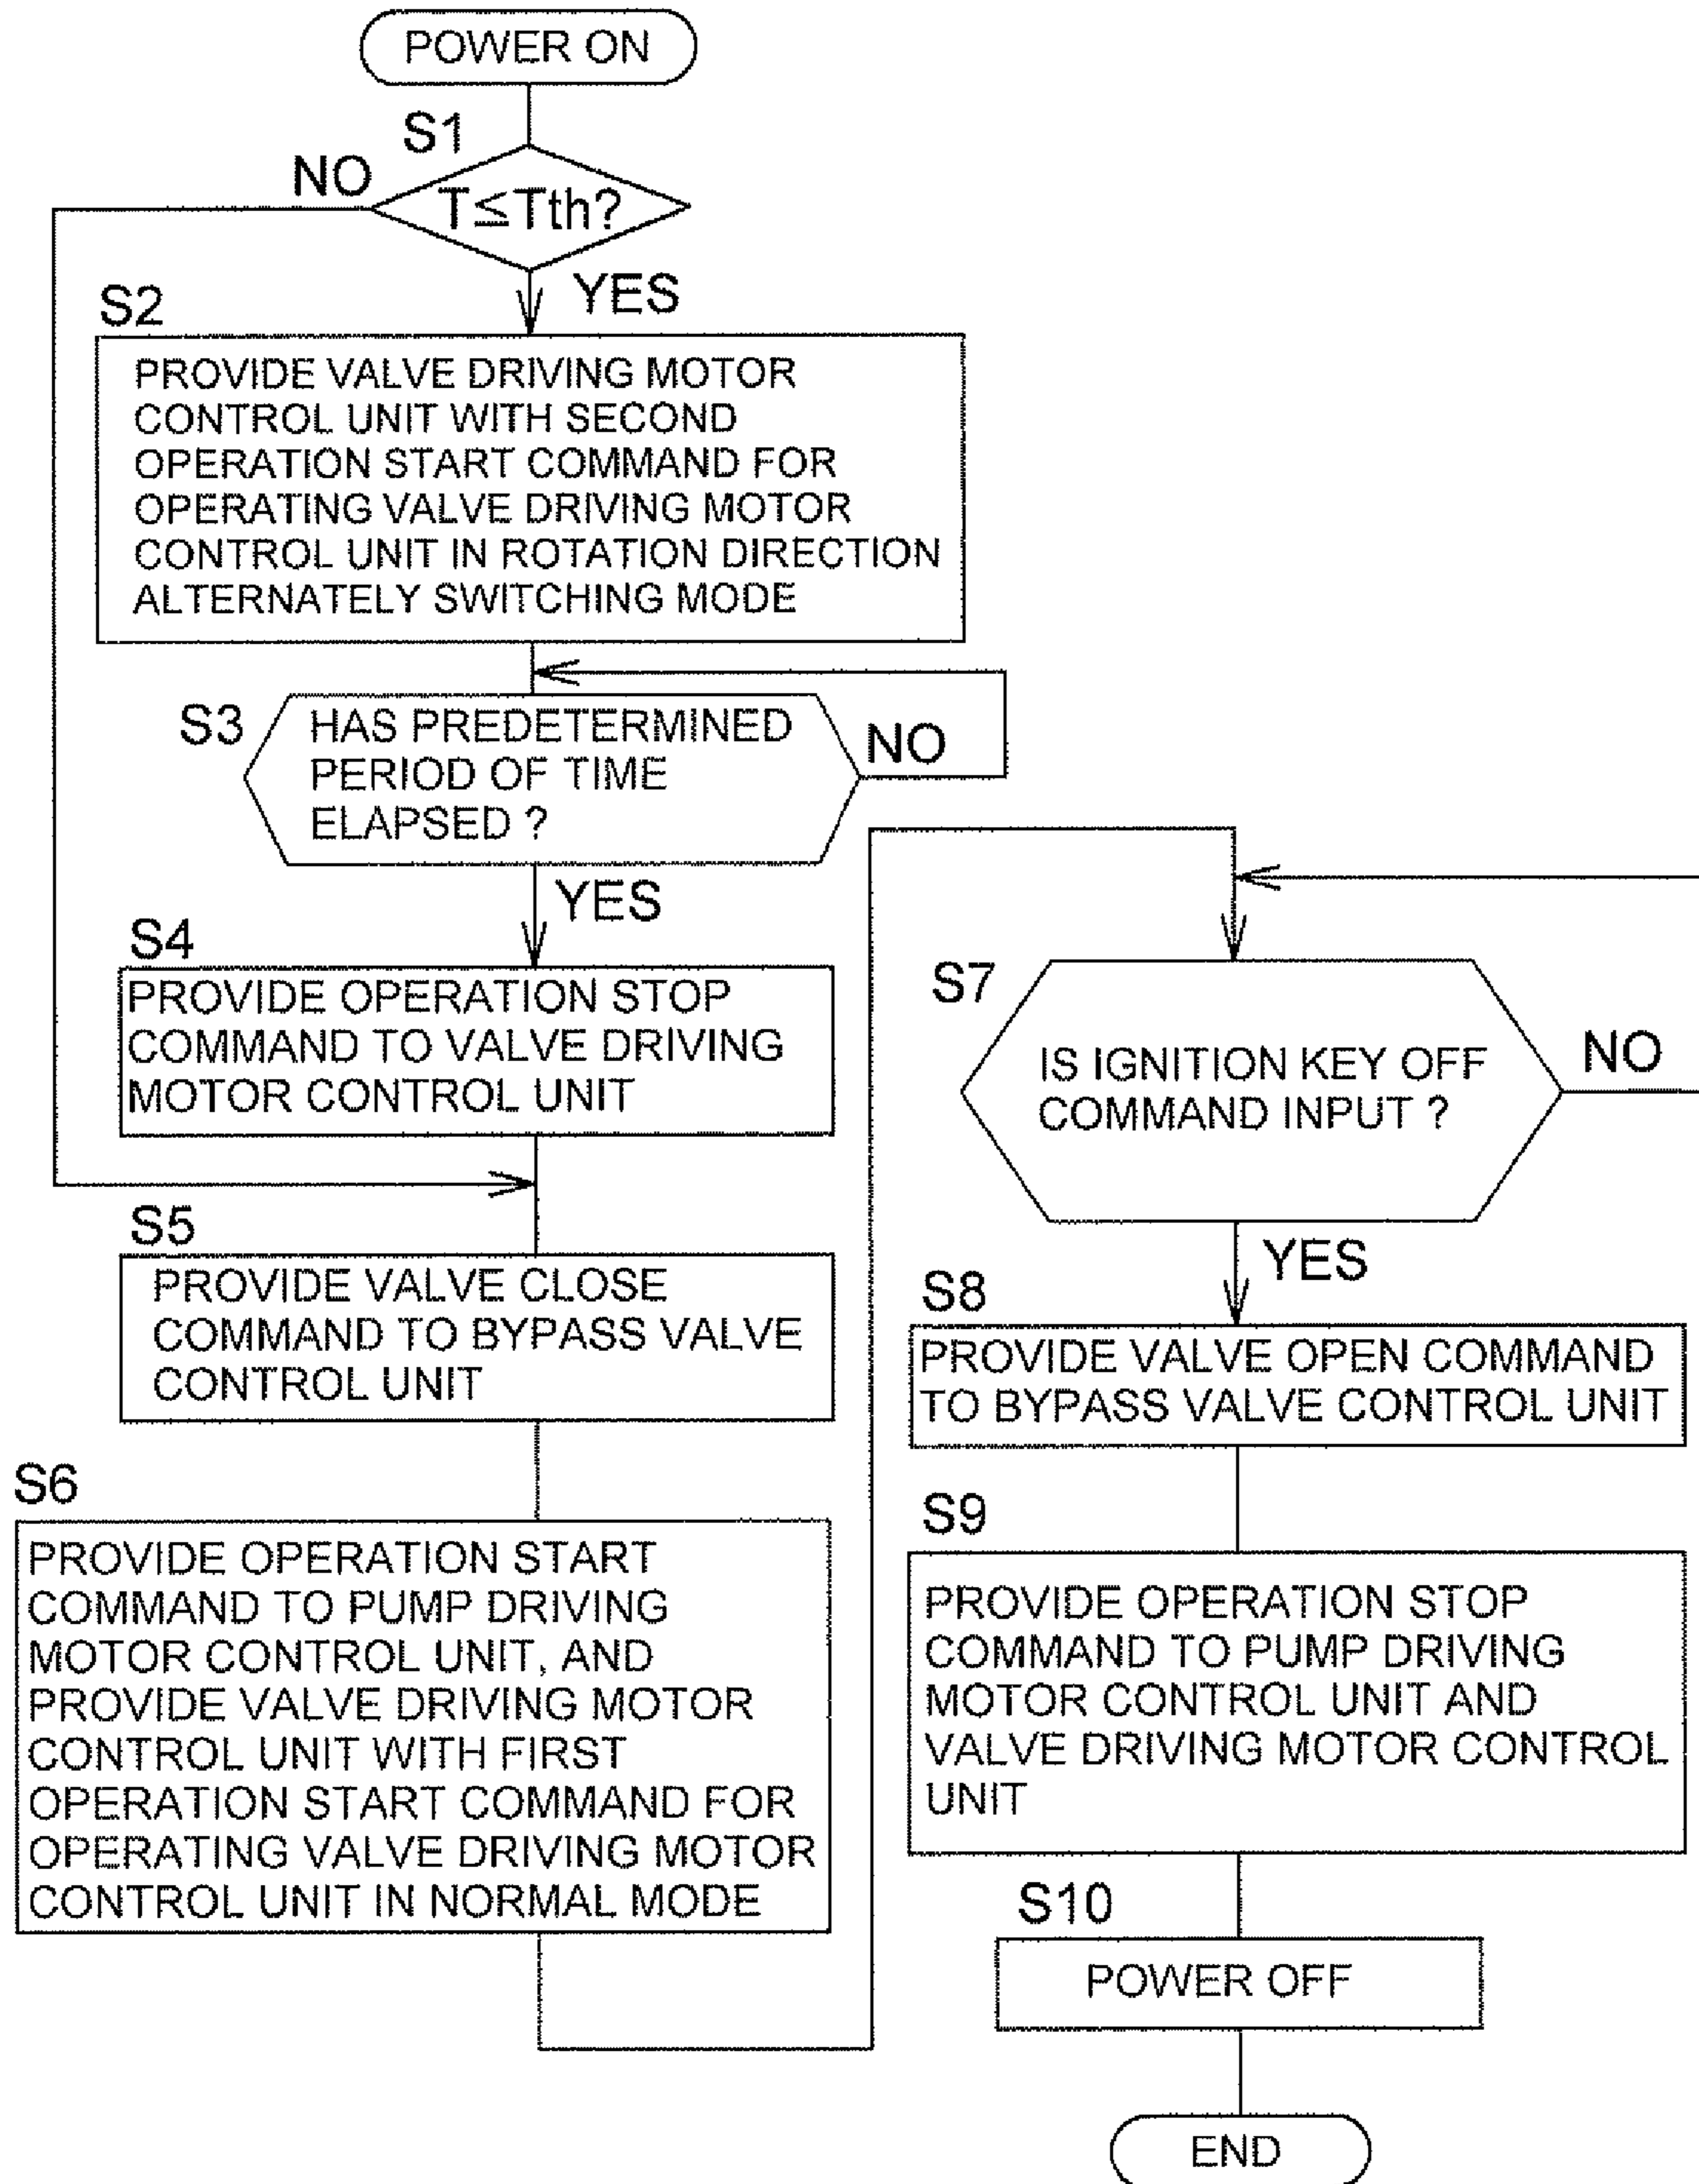 POWER ON
S1
NO
T≤Tth?
YES
S2
PROVIDE VALVE DRIVING MOTOR
CONTROL UNIT WITH SECOND
OPERATION START COMMAND FOR
OPERATING VALVE DRIVING MOTOR
CONTROL UNIT IN ROTATION DIRECTION
ALTERNATELY SWITCHING MODE
S3
HAS PREDETERMINED
PERIOD OF TIME
ELAPSED ?
NO
YES
S4
PROVIDE OPERATION STOP
COMMAND TO VALVE DRIVING
MOTOR CONTROL UNIT
S5
PROVIDE VALVE CLOSE
COMMAND TO BYPASS VALVE
CONTROL UNIT
S6
PROVIDE OPERATION START
COMMAND TO PUMP DRIVING
MOTOR CONTROL UNIT, AND
PROVIDE VALVE DRIVING MOTOR
CONTROL UNIT WITH FIRST
OPERATION START COMMAND FOR
OPERATING VALVE DRIVING MOTOR
CONTROL UNIT IN NORMAL MODE
S7
IS IGNITION KEY OFF
COMMAND INPUT ?
NO
YES
S8
PROVIDE VALVE OPEN COMMAND
TO BYPASS VALVE CONTROL UNIT
S9
PROVIDE OPERATION STOP
COMMAND TO PUMP DRIVING
MOTOR CONTROL UNIT AND
VALVE DRIVING MOTOR CONTROL
UNIT
S10
POWER OFF
END